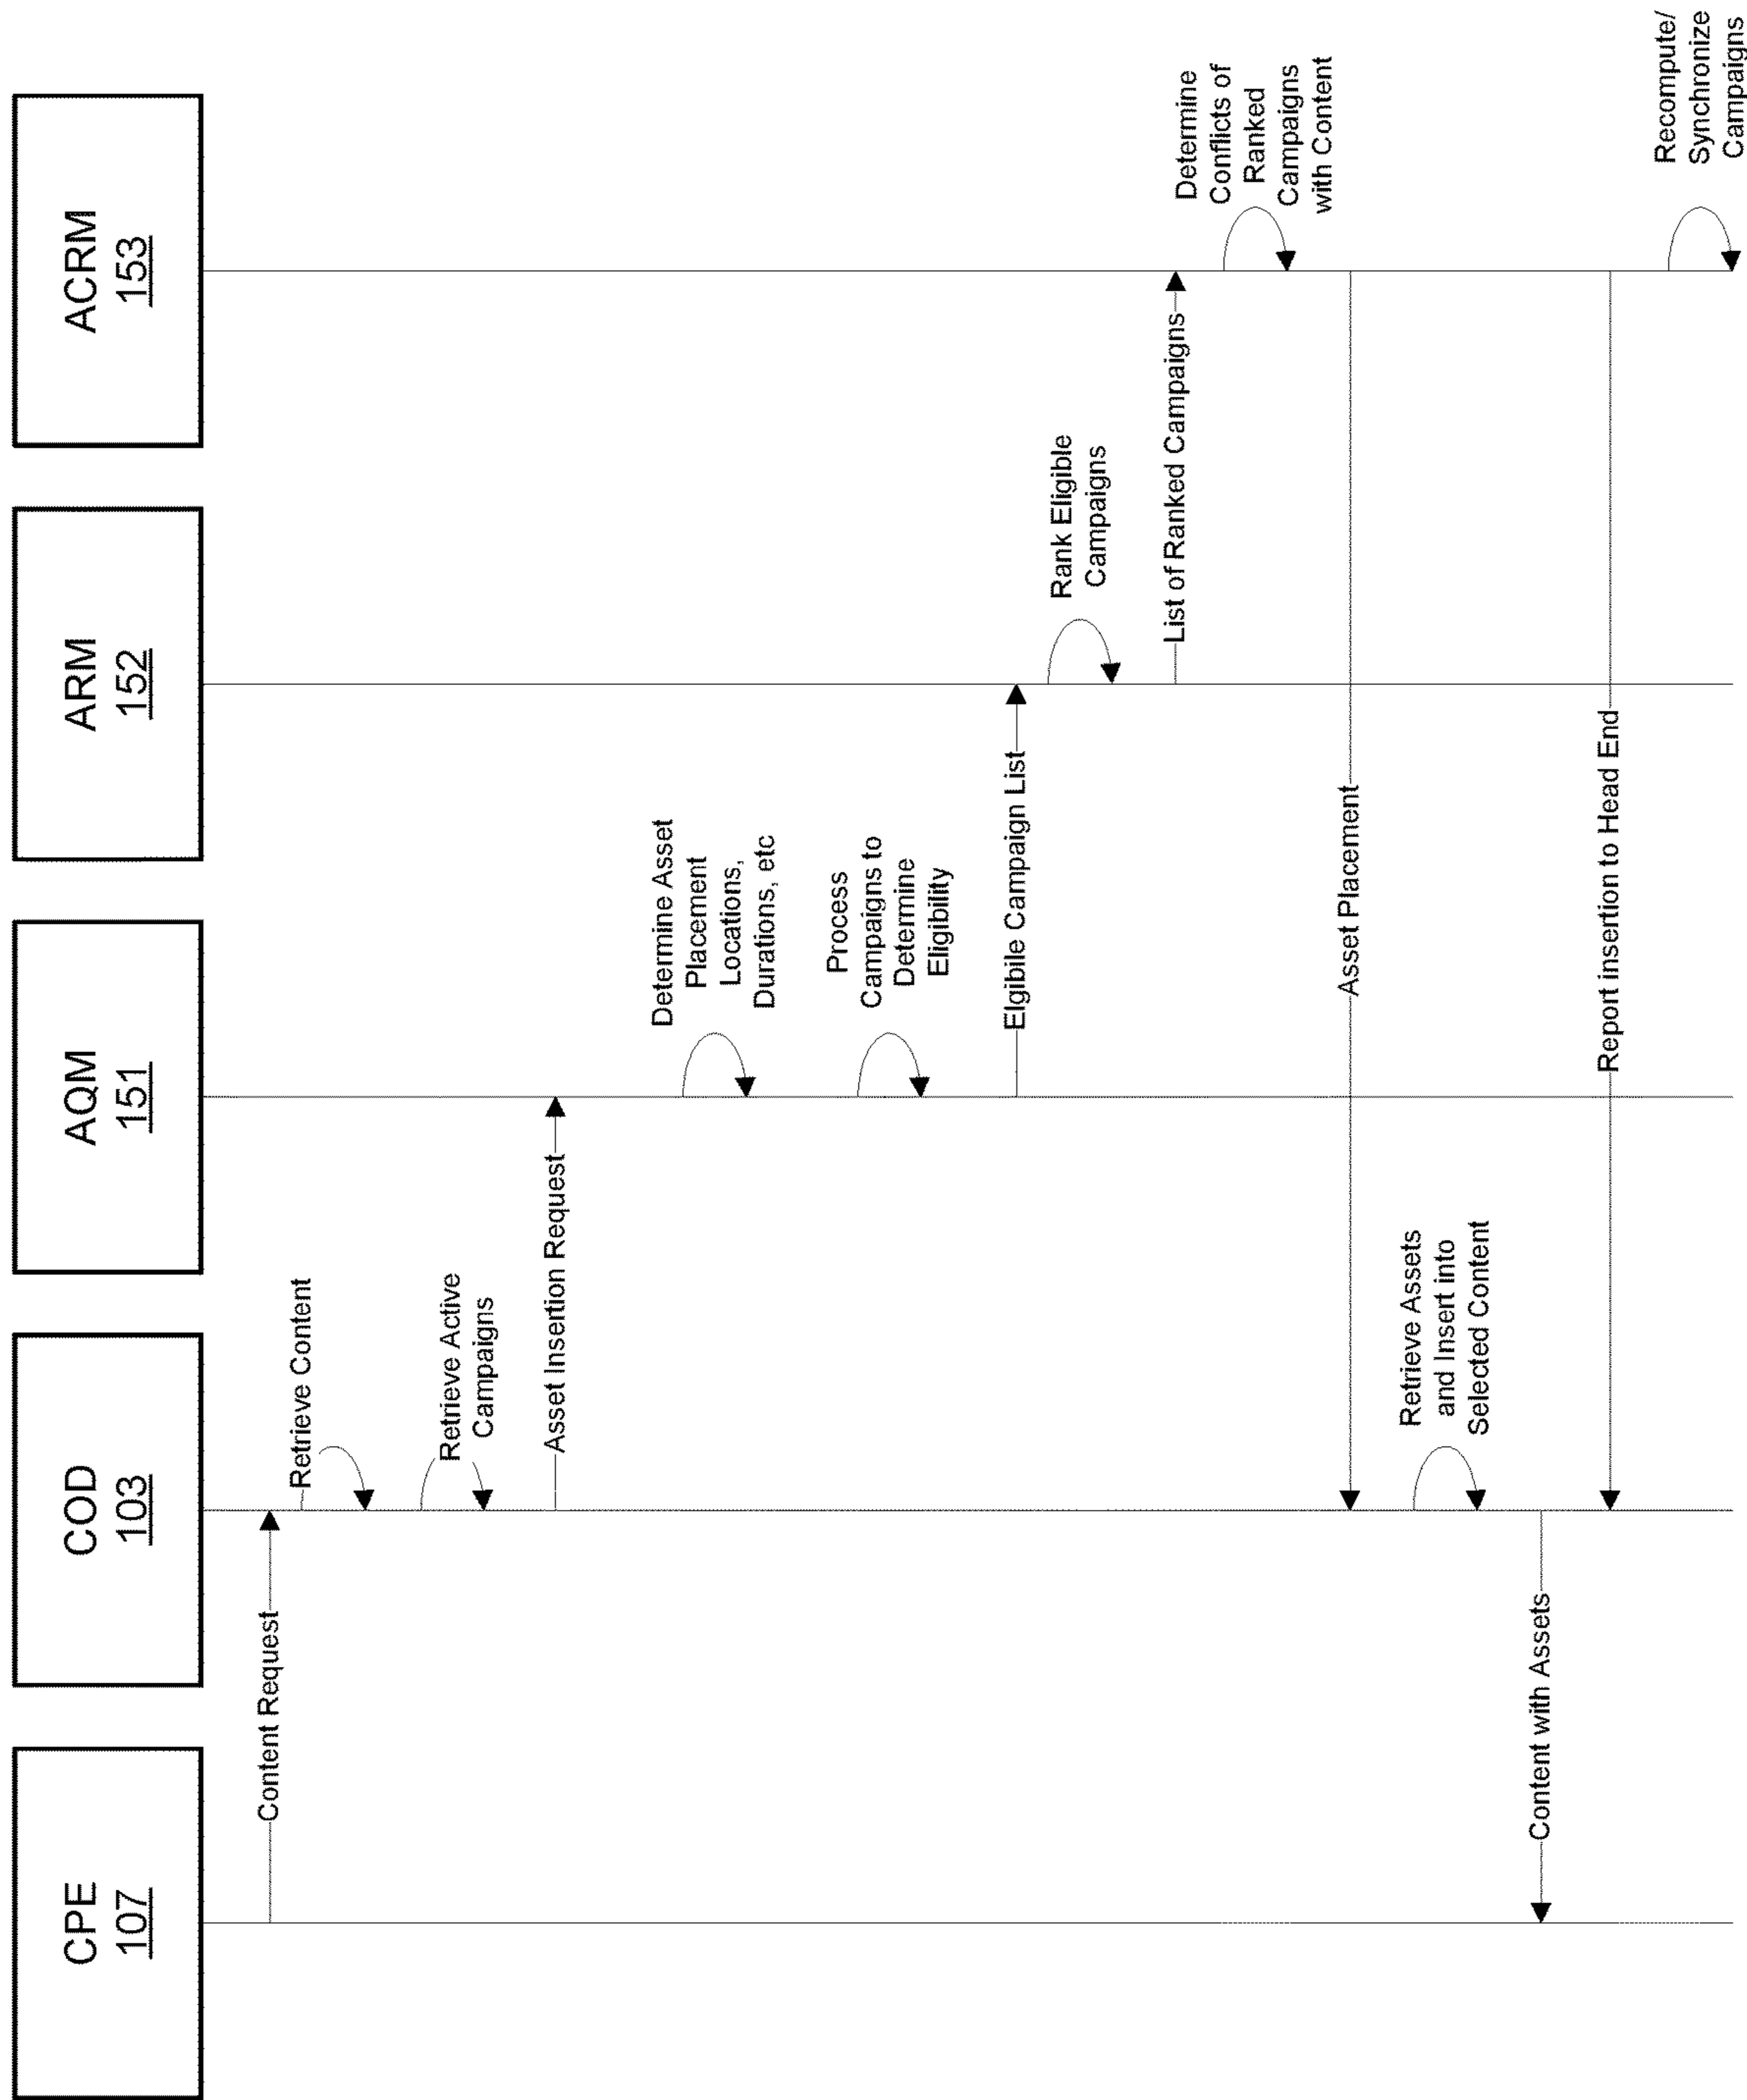 CPE
107
COD
103
AQM
151
ARM
152
ACRM
153
Content Request
Retrieve Content
Retrieve Active
Campaigns
Asset Insertion Request
Determine Asset
Placement
Locations,
Durations, etc
Process
Campaigns to
Determine
Eligibility
Elgibile Campaign List
Rank Eligible
Campaigns
List of Ranked Campaigns
Determine
Conflicts of
Ranked
Campaigns
with Content
Asset Placement
Retrieve Assets
and Insert into
Selected Content
Content with Assets
Report insertion to Head End
Recompute/
Synchronize
Campaigns